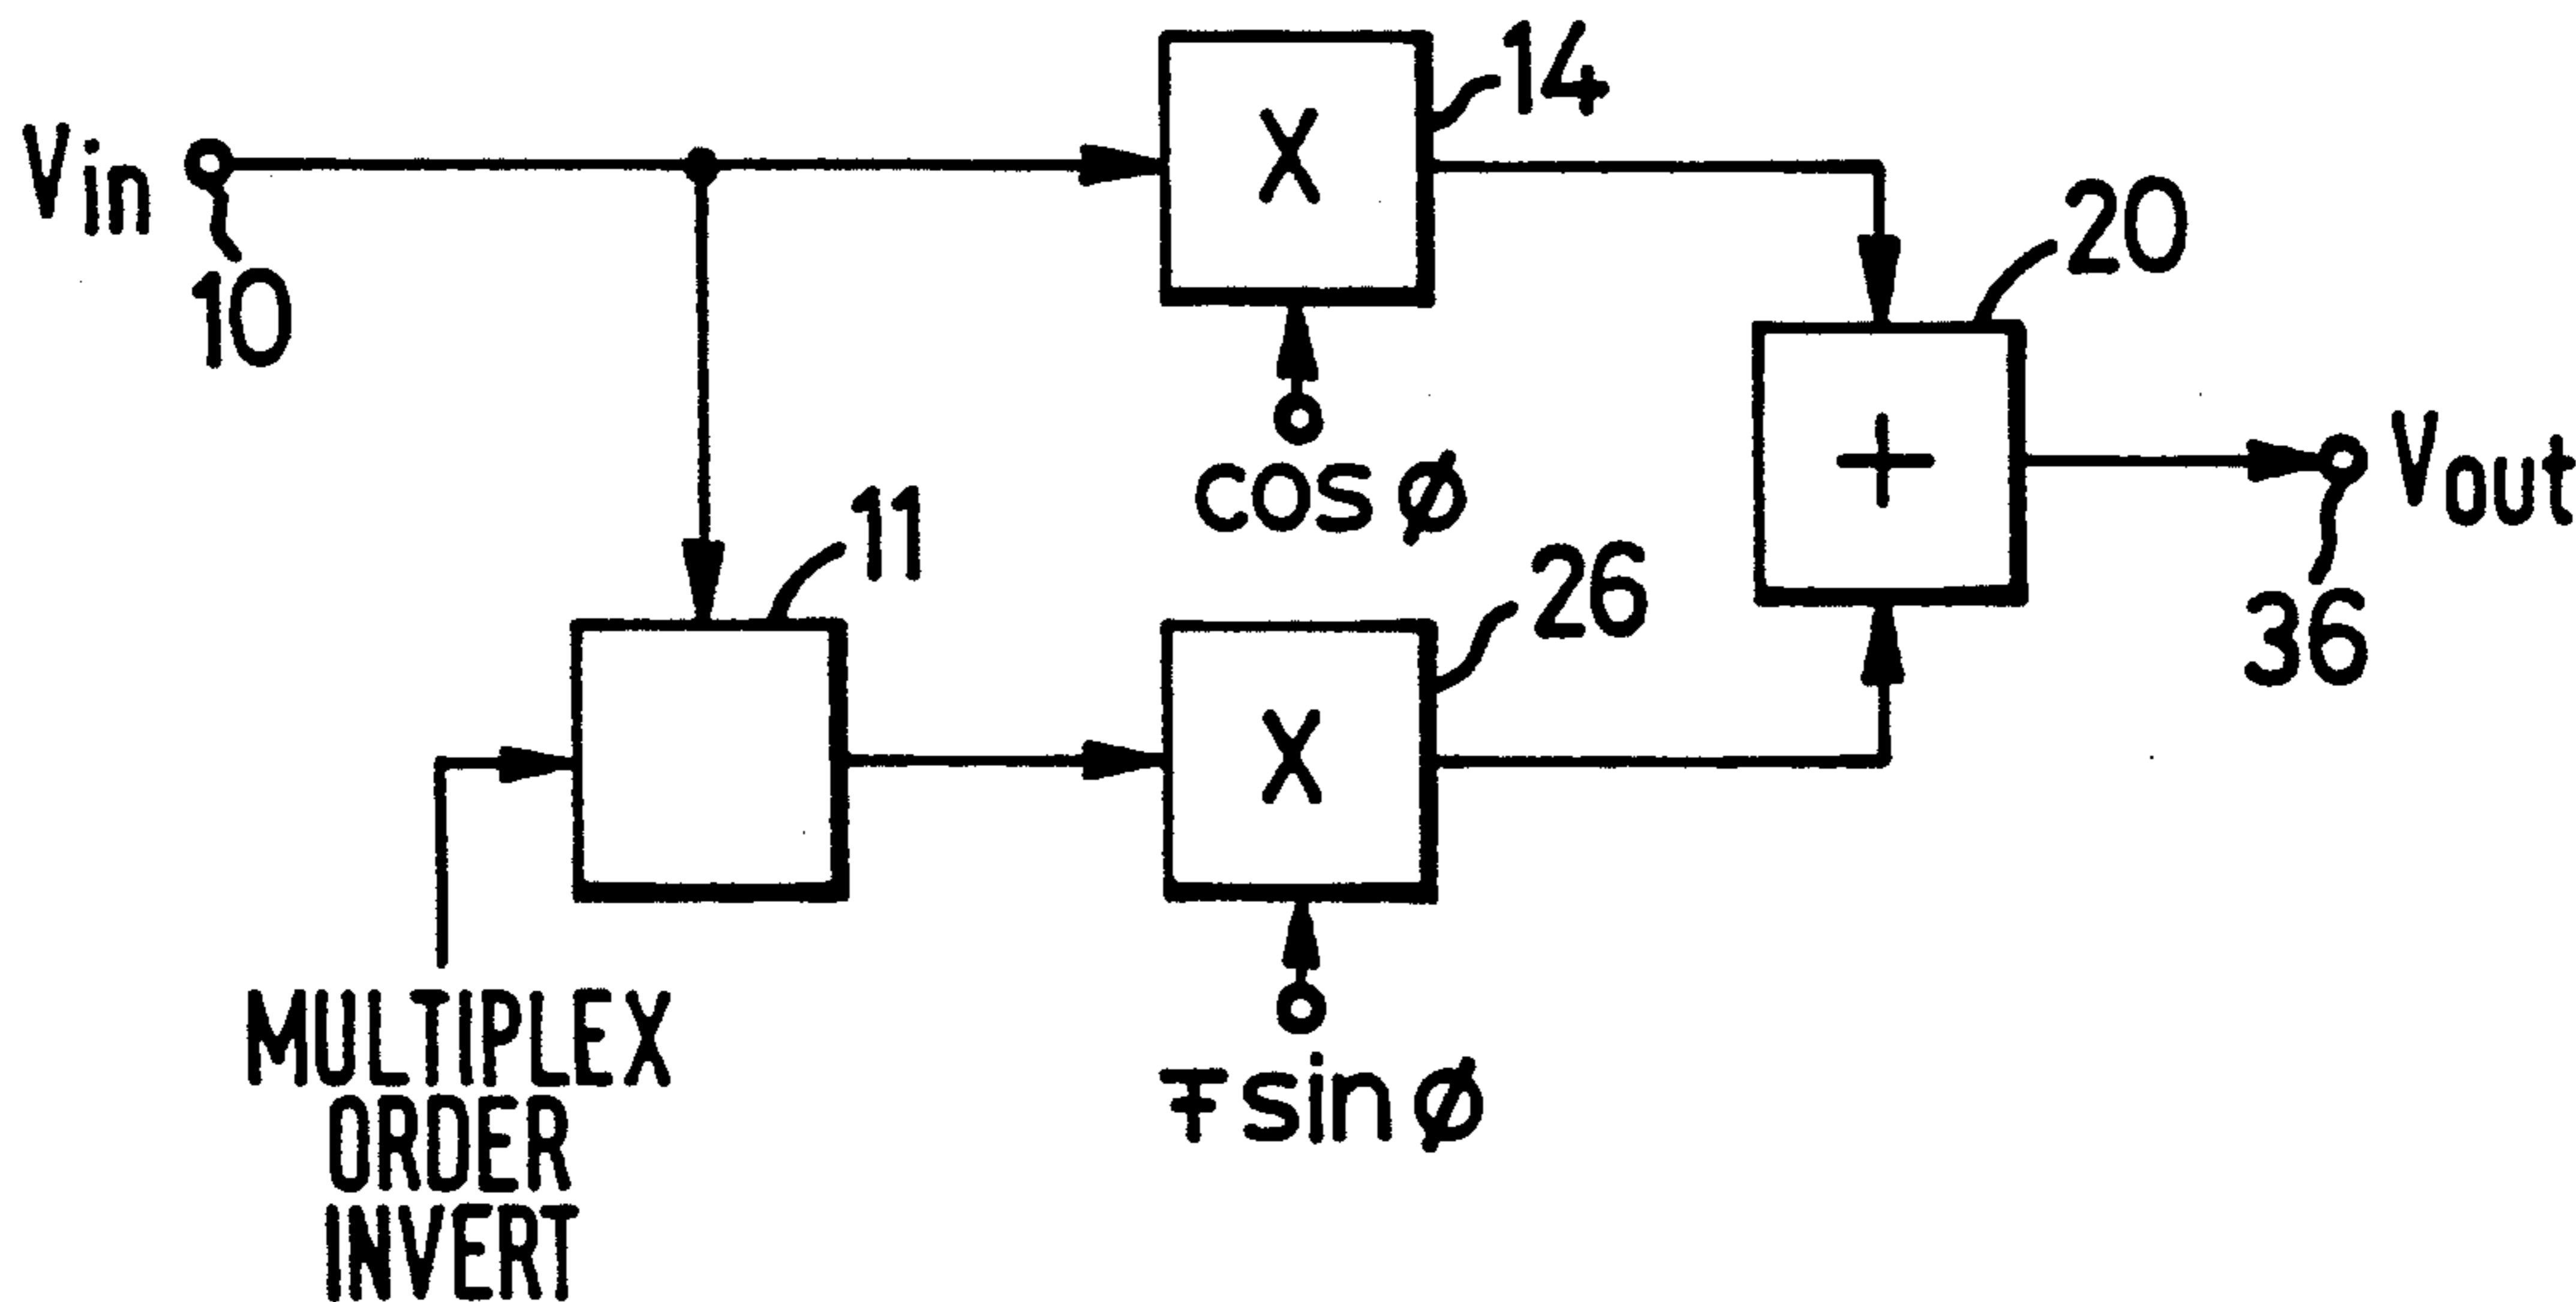 Vin
10
X
14
cos ϕ
20
+
Vout
36
11
X
26
∓ sin ϕ
MULTIPLEX
ORDER
INVERT